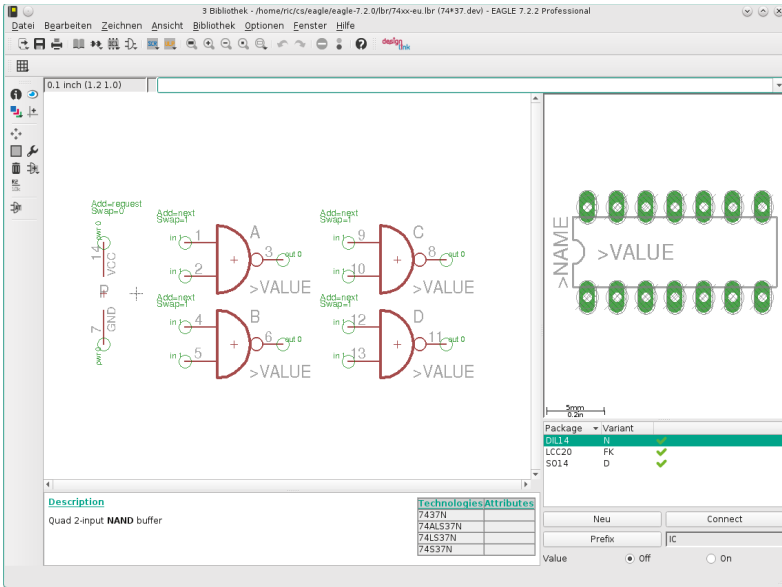 3 Bibliothek - /home/ric/cs/eagle/eagle-7.2.0/lbr/74xx-eu.lbr (74*37.dev) - EAGLE 7.2.2 Professional
Datei Bearbeiten Zeichnen Ansicht Bibliothek Optionen Fenster Hilfe
design link
0.1 inch (1.2 1.0)
Add=request
Swap=0
pwr 0
14
VCC
P
GND
7
pwr 0
Add=next
Swap=1
in 1
1
A
3
out 0
in 1
2
>VALUE
Add=next
Swap=1
in 1
9
C
8
out 0
in 1
10
>VALUE
Add=next
Swap=1
in 1
4
B
6
out 0
in 1
5
>VALUE
Add=next
Swap=1
in 1
12
D
11
out 0
in 1
13
>VALUE
>NAME
>VALUE
5mm
0.2in
Package Variant
DIL14 N
LCC20 FK
SO14 D
Description
Quad 2-input NAND buffer
Technologies Attributes
7437N
74ALS37N
74LS37N
74S37N
Neu Connect
Prefix IC
Value Off On